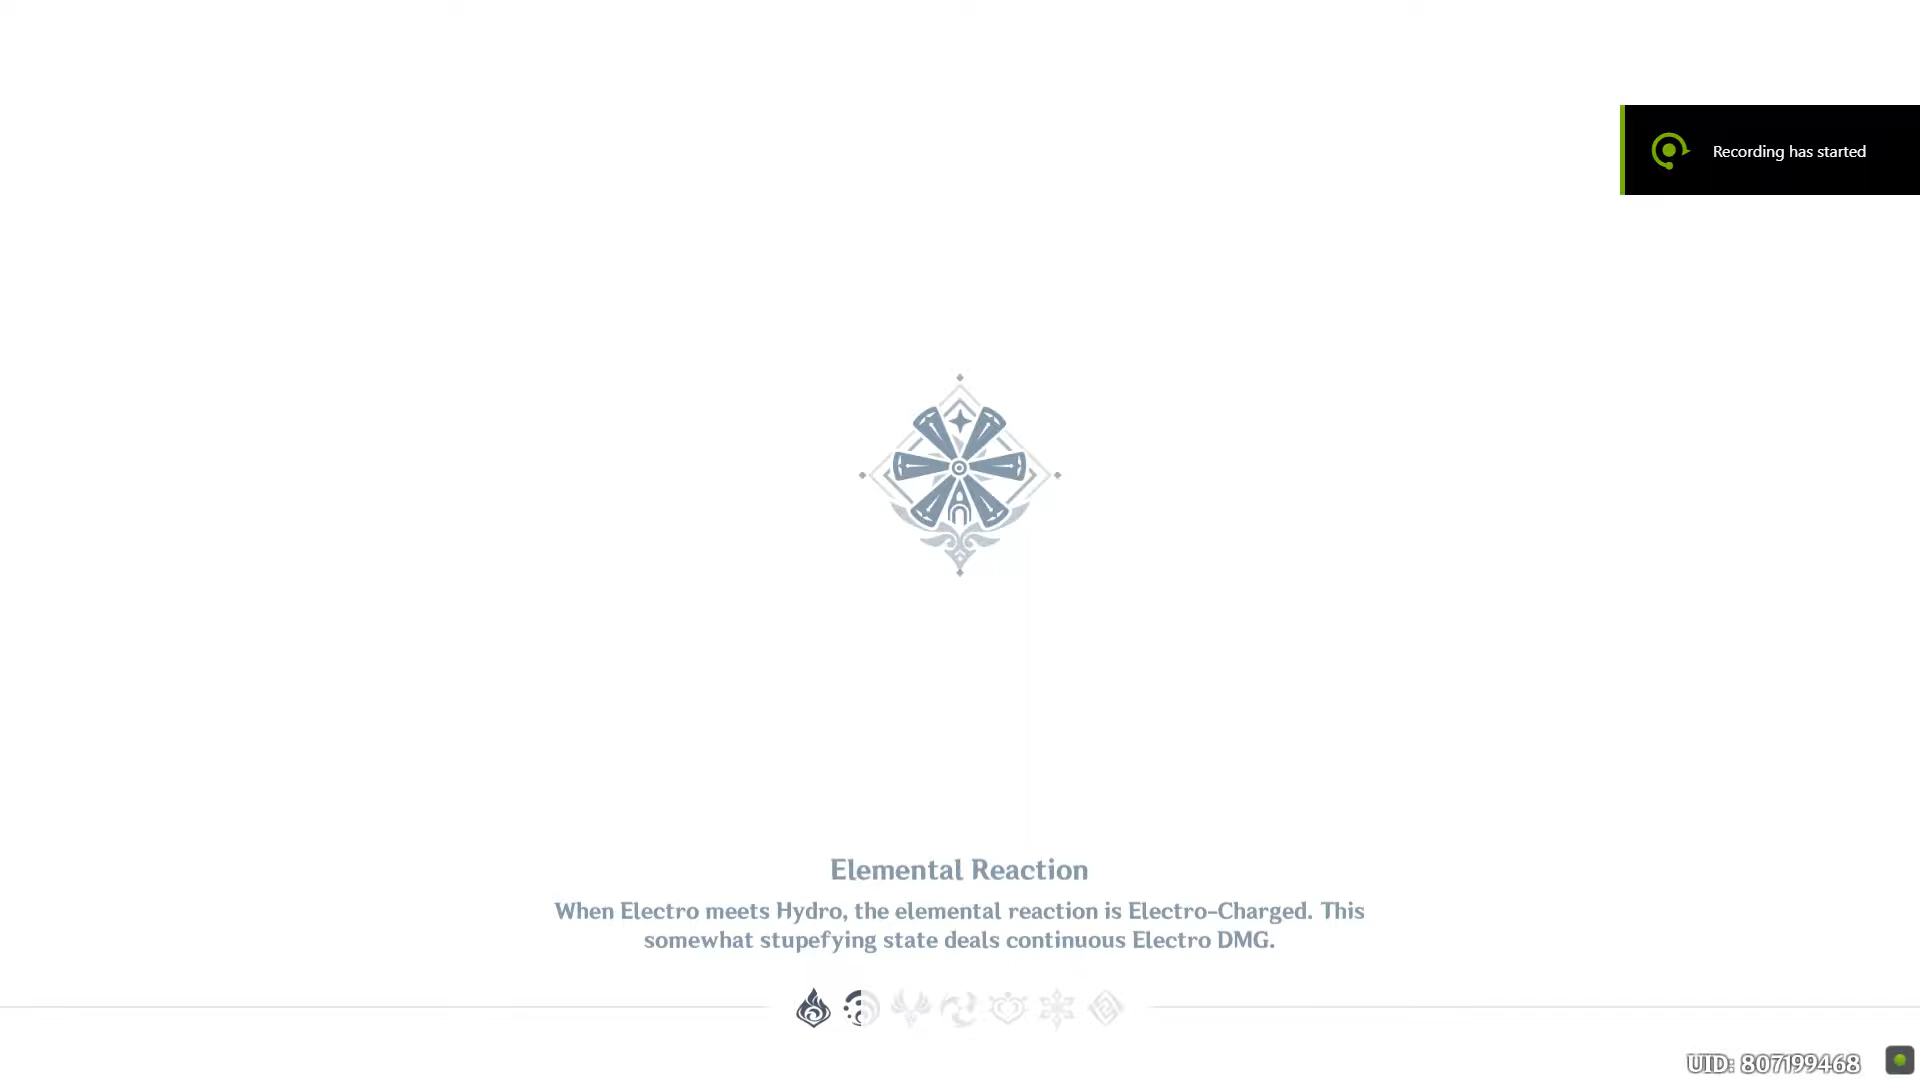 Recording has started
Elemental Reaction
When Electro meets Hydro, the elemental reaction is Electro-Charged. This
somewhat stupefying state deals continuous Electro DMG.
UID: 807199468